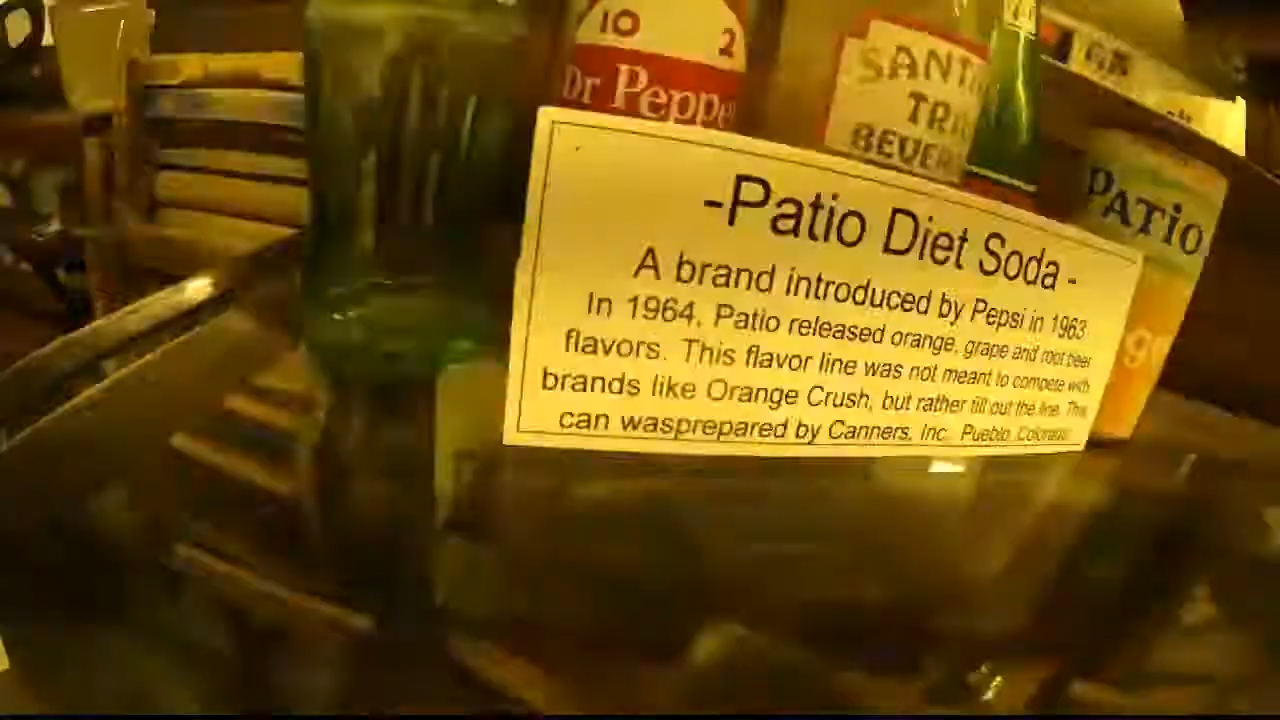 10 2
Dr Peppe
SANT
TRA
BEVER
PATIO
-Patio Diet Soda-
A brand introduced by Pepsi in 1963
In 1964, Patio released orange, grape and root beer
flavors. This flavor line was not meant to compete with
brands like Orange Crush, but rather fill out the line. This
can wasprepared by Canners, Inc. Pueblo, Colorado